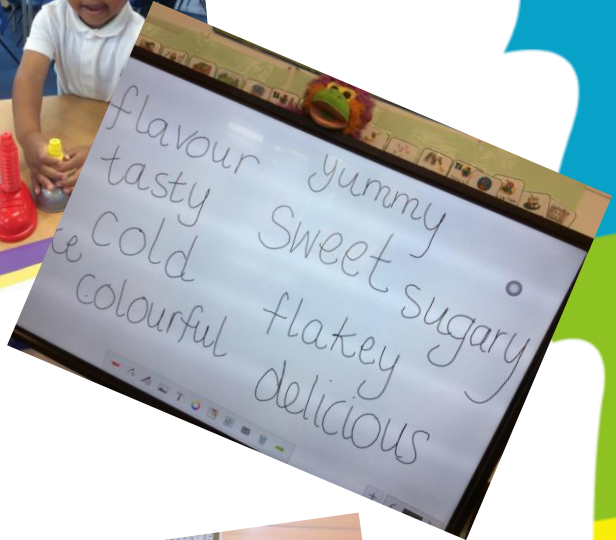 flavour yummy
tasty sweet
cold sugary
colourful flakey
delicious